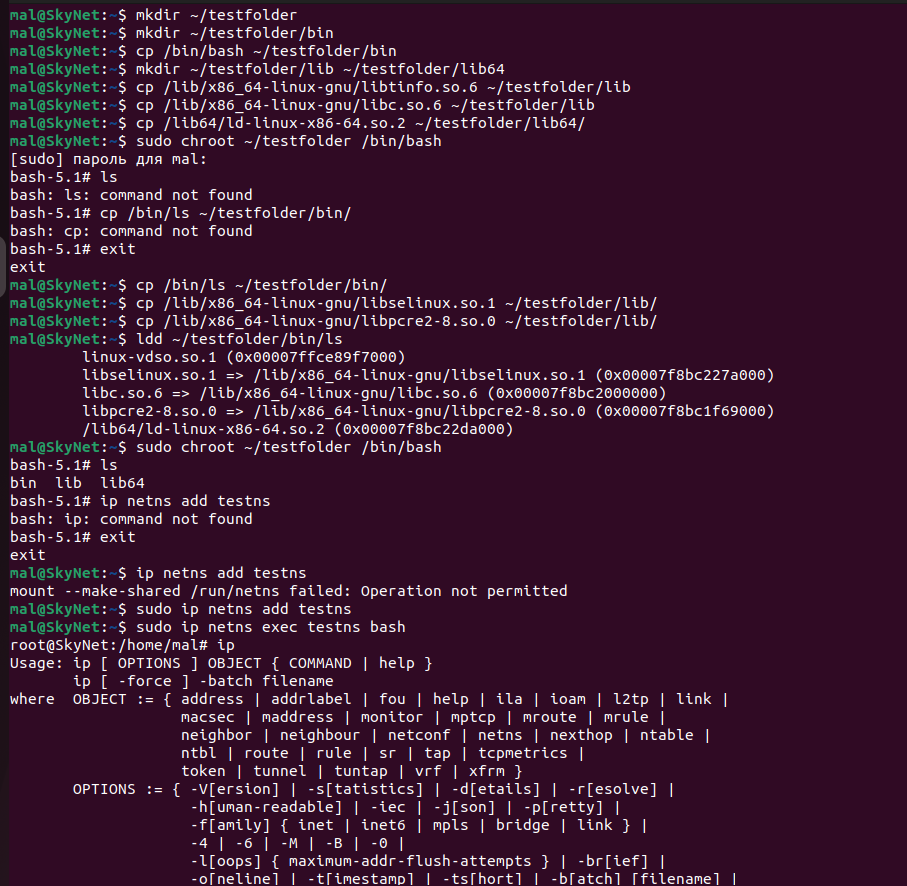 mal@SkyNet:~$ mkdir ~/testfolder
mal@SkyNet:~$ mkdir ~/testfolder/bin
mal@SkyNet:~$ cp /bin/bash ~/testfolder/bin
mal@SkyNet:~$ mkdir ~/testfolder/lib ~/testfolder/lib64
mal@SkyNet:~$ cp /lib/x86_64-linux-gnu/libtinfo.so.6 ~/testfolder/lib
mal@SkyNet:~$ cp /lib/x86_64-linux-gnu/libc.so.6 ~/testfolder/lib
mal@SkyNet:~$ cp /lib64/ld-linux-x86-64.so.2 ~/testfolder/lib64/
mal@SkyNet:~$ sudo chroot ~/testfolder /bin/bash
[sudo] пароль для mal:
bash-5.1# ls
bash: ls: command not found
bash-5.1# cp /bin/ls ~/testfolder/bin/
bash: cp: command not found
bash-5.1# exit
exit
mal@SkyNet:~$ cp /bin/ls ~/testfolder/bin/
mal@SkyNet:~$ cp /lib/x86_64-linux-gnu/libselinux.so.1 ~/testfolder/lib/
mal@SkyNet:~$ cp /lib/x86_64-linux-gnu/libpcre2-8.so.0 ~/testfolder/lib/
mal@SkyNet:~$ ldd ~/testfolder/bin/ls
        linux-vdso.so.1 (0x00007ffce89f7000)
        libselinux.so.1 => /lib/x86_64-linux-gnu/libselinux.so.1 (0x00007f8bc227a000)
        libc.so.6 => /lib/x86_64-linux-gnu/libc.so.6 (0x00007f8bc2000000)
        libpcre2-8.so.0 => /lib/x86_64-linux-gnu/libpcre2-8.so.0 (0x00007f8bc1f69000)
        /lib64/ld-linux-x86-64.so.2 (0x00007f8bc22da000)
mal@SkyNet:~$ sudo chroot ~/testfolder /bin/bash
bash-5.1# ls
bin  lib  lib64
bash-5.1# ip netns add testns
bash: ip: command not found
bash-5.1# exit
exit
mal@SkyNet:~$ ip netns add testns
mount --make-shared /run/netns failed: Operation not permitted
mal@SkyNet:~$ sudo ip netns add testns
mal@SkyNet:~$ sudo ip netns exec testns bash
root@SkyNet:/home/mal# ip
Usage: ip [ OPTIONS ] OBJECT { COMMAND | help }
       ip [ -force ] -batch filename
where  OBJECT := { address | addrlabel | fou | help | ila | ioam | l2tp | link |
                   macsec | maddress | monitor | mptcp | mroute | mrule |
                   neighbor | neighbour | netconf | netns | nexthop | ntable |
                   ntbl | route | rule | sr | tap | tcpmetrics |
                   token | tunnel | tuntap | vrf | xfrm }
       OPTIONS := { -V[ersion] | -s[tatistics] | -d[etails] | -r[esolve] |
                    -h[uman-readable] | -iec | -j[son] | -p[retty] |
                    -f[amily] { inet | inet6 | mpls | bridge | link } |
                    -4 | -6 | -M | -B | -0 |
                    -l[oops] { maximum-addr-flush-attempts } | -br[ief] |
                    -o[neline] | -t[imestamp] | -ts[hort] | -b[atch] [filename] |